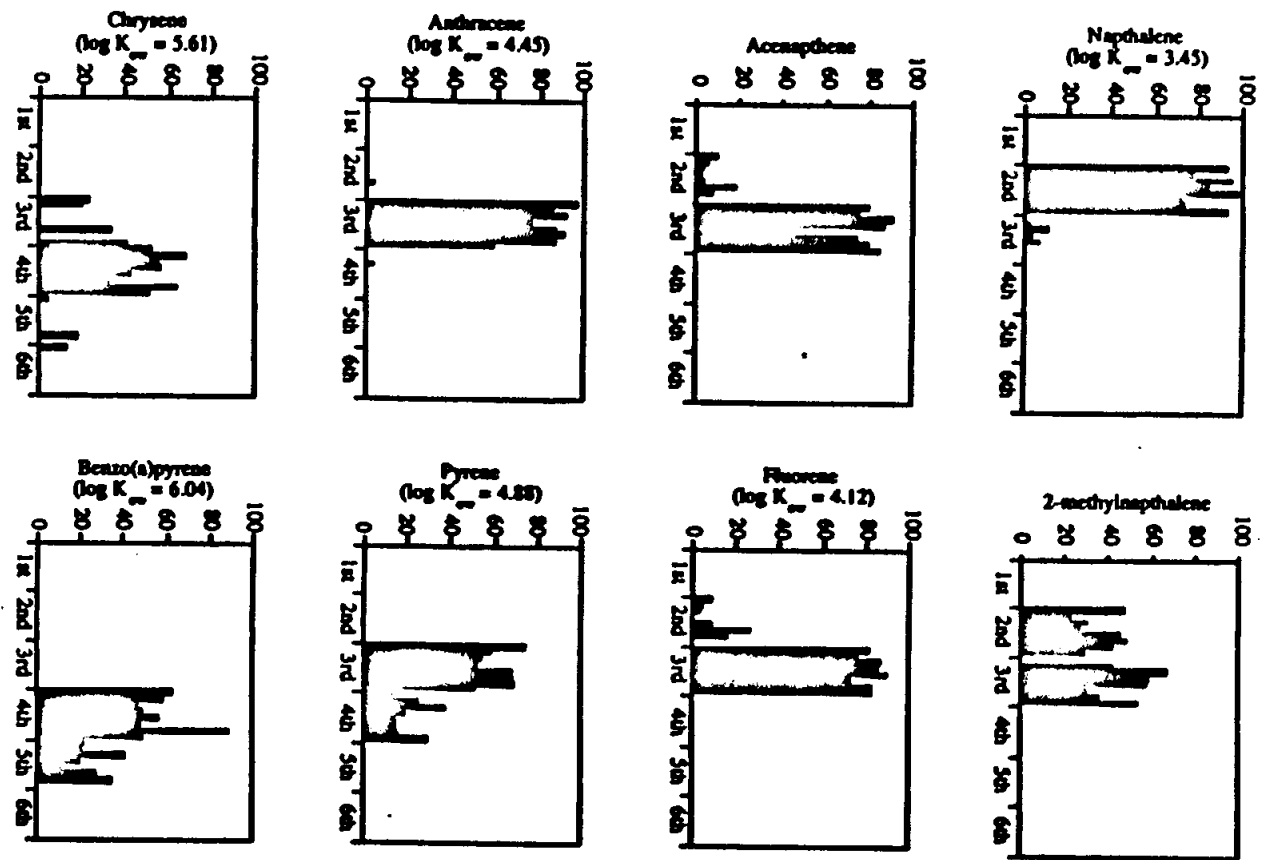 Chrysene
(log K ow = 5.61)
0 20 40 60 80 100
1st 2nd 3rd 4th 5th 6th
Anthracene
(log K ow = 4.45)
0 20 40 60 80 100
1st 2nd 3rd 4th 5th 6th
Acenapthene
0 20 40 60 80 100
1st 2nd 3rd 4th 5th 6th
Napthalene
(log K ow = 3.45)
0 20 40 60 80 100
1st 2nd 3rd 4th 5th 6th
Benzo(a)pyrene
(log K ow = 6.04)
0 20 40 60 80 100
1st 2nd 3rd 4th 5th 6th
Pyrene
(log K ow = 4.88)
0 20 40 60 80 100
1st 2nd 3rd 4th 5th 6th
Fluorene
(log K ow = 4.12)
0 20 40 60 80 100
1st 2nd 3rd 4th 5th 6th
2-methylnapthalene
0 20 40 60 80 100
1st 2nd 3rd 4th 5th 6th